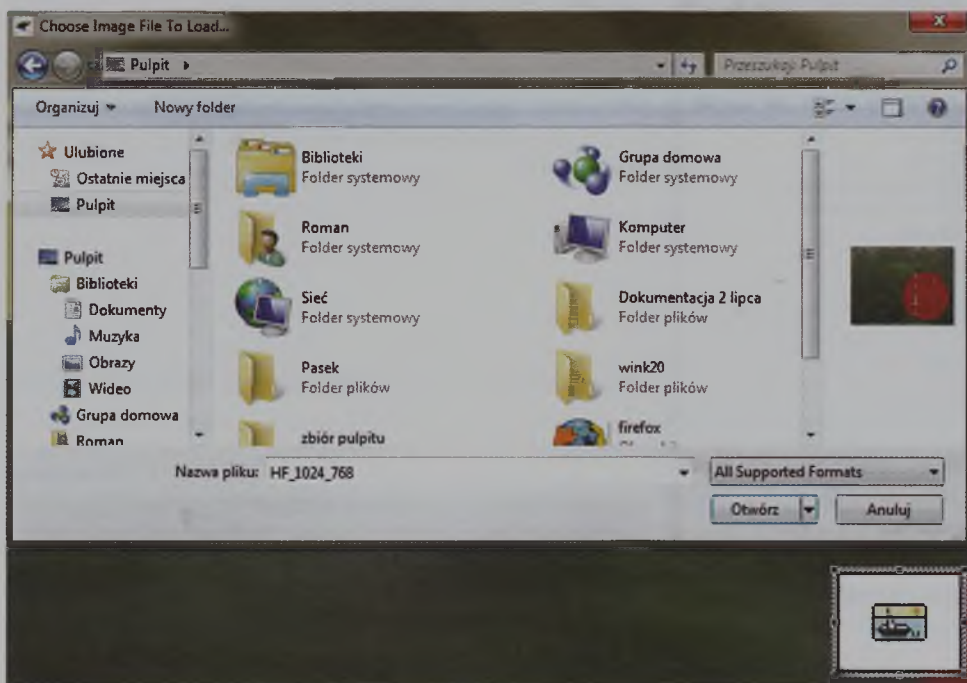 Choose Image File To Load...
Pulpit
Przeszukaj: Pulpit
Organizuj
Nowy folder
Ulubione
Ostatnie miejsca
Pulpit
Pulpit
Biblioteki
Dokumenty
Muzyka
Obrazy
Wideo
Grupa domowa
Roman
Biblioteki
Folder systemowy
Grupa domowa
Folder systemowy
Roman
Folder systemowy
Komputer
Folder systemowy
Sieć
Folder systemowy
Dokumentacja 2 lipca
Folder plików
Pasek
Folder plików
wink20
Folder plików
zbiór pulpitu
firefox
Nazwa pliku: HF_1024_768
All Supported Formats
Otwórz
Anuluj